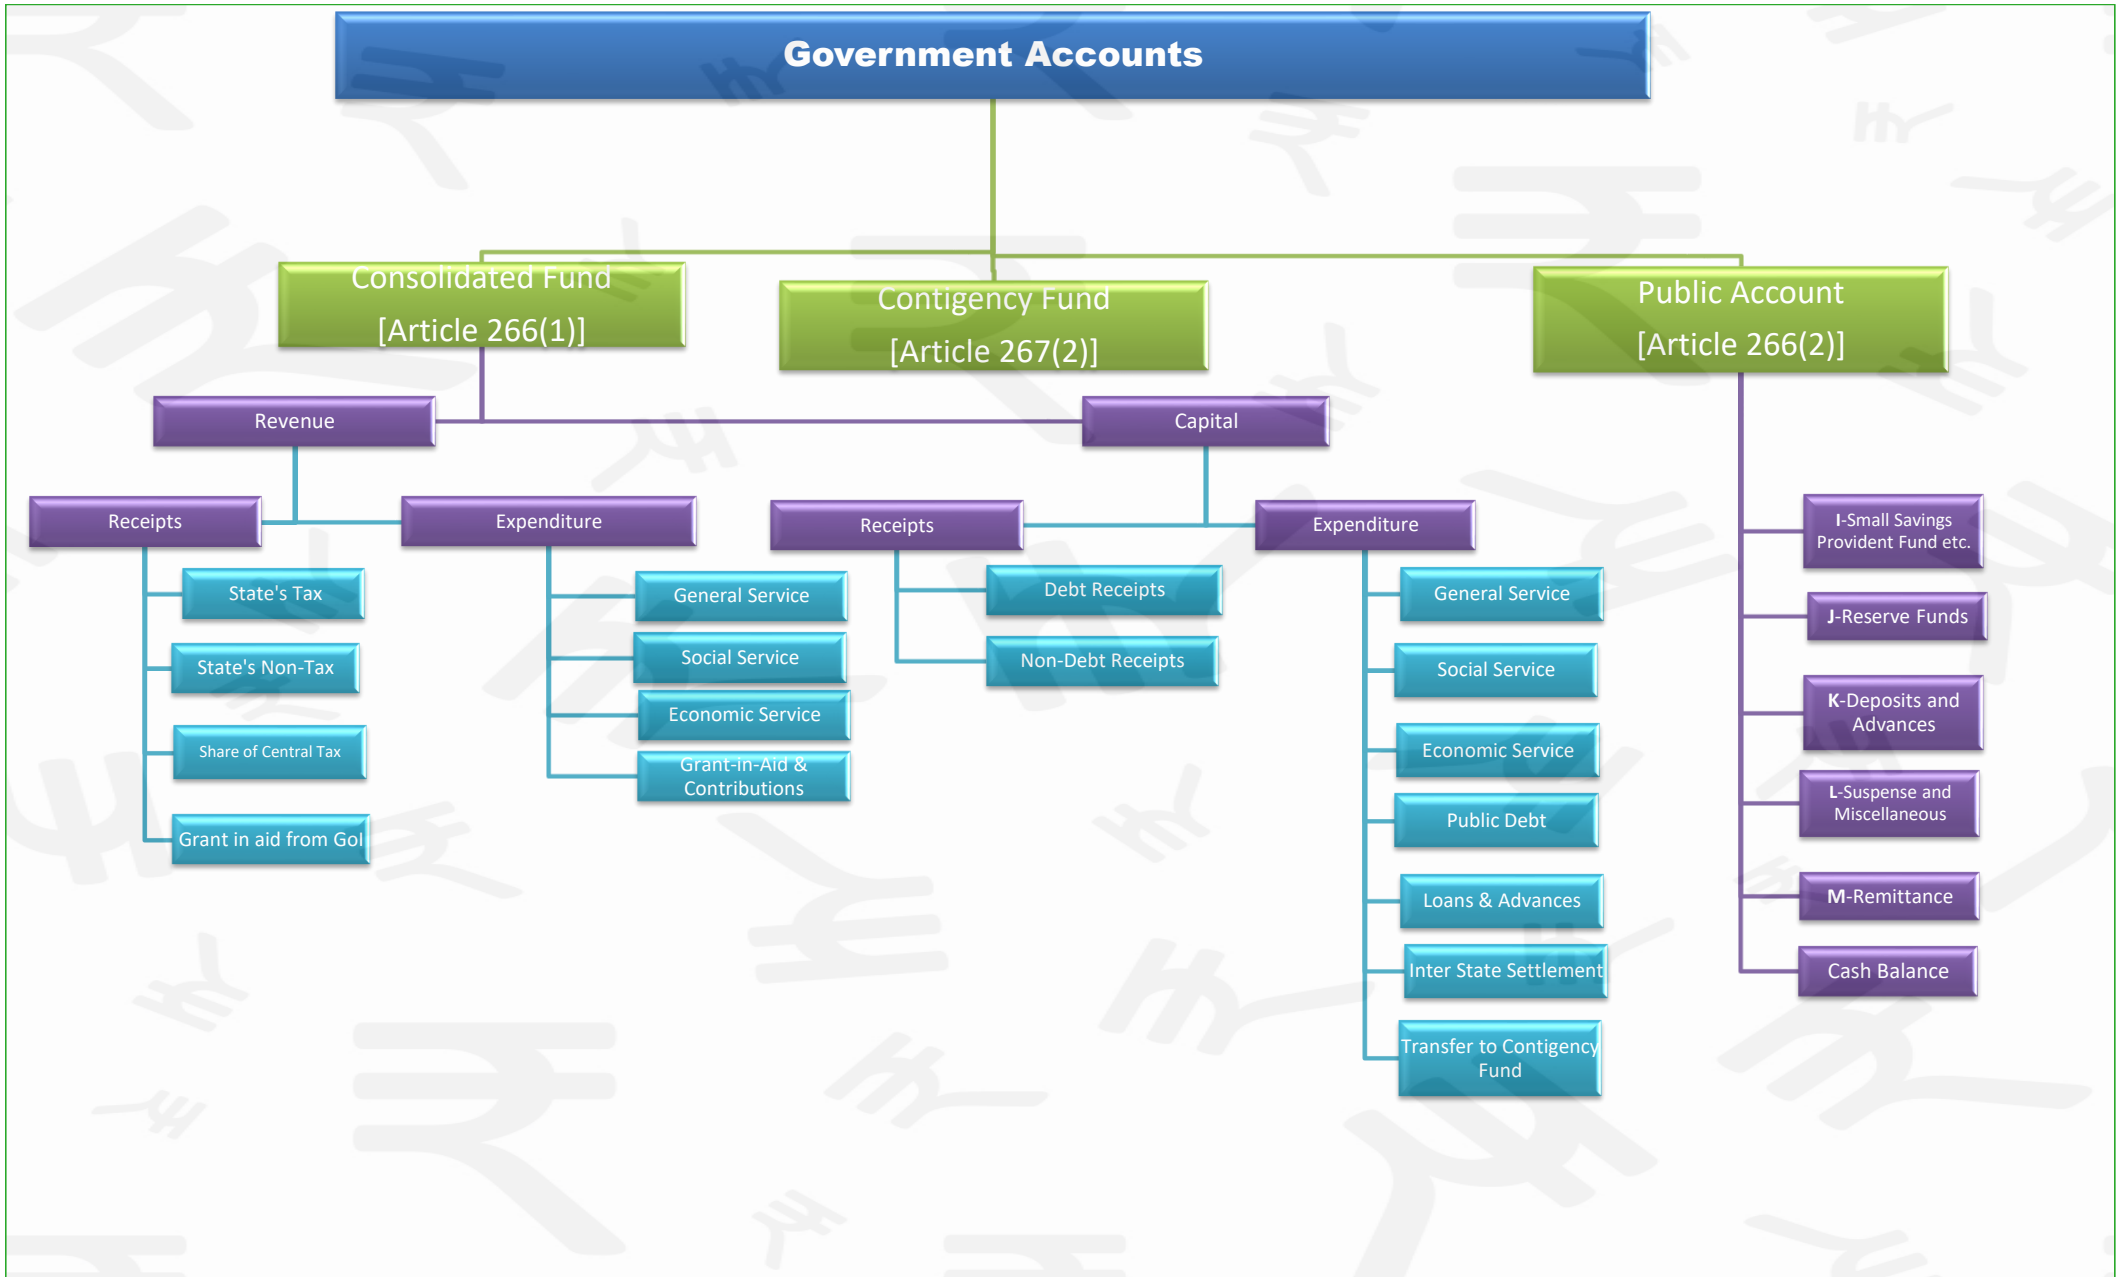 Government Accounts
Consolidated Fund
[Article 266(1)]
Contigency Fund
[Article 267(2)]
Public Account
[Article 266(2)]
Revenue
Capital
Receipts
Expenditure
Receipts
Expenditure
State's Tax
State's Non-Tax
Share of Central Tax
Grant in aid from GoI
General Service
Social Service
Economic Service
Grant-in-Aid &
Contributions
Debt Receipts
Non-Debt Receipts
General Service
Social Service
Economic Service
Public Debt
Loans & Advances
Inter State Settlement
Transfer to Contigency
Fund
I-Small Savings
Provident Fund etc.
J-Reserve Funds
K-Deposits and
Advances
L-Suspense and
Miscellaneous
M-Remittance
Cash Balance